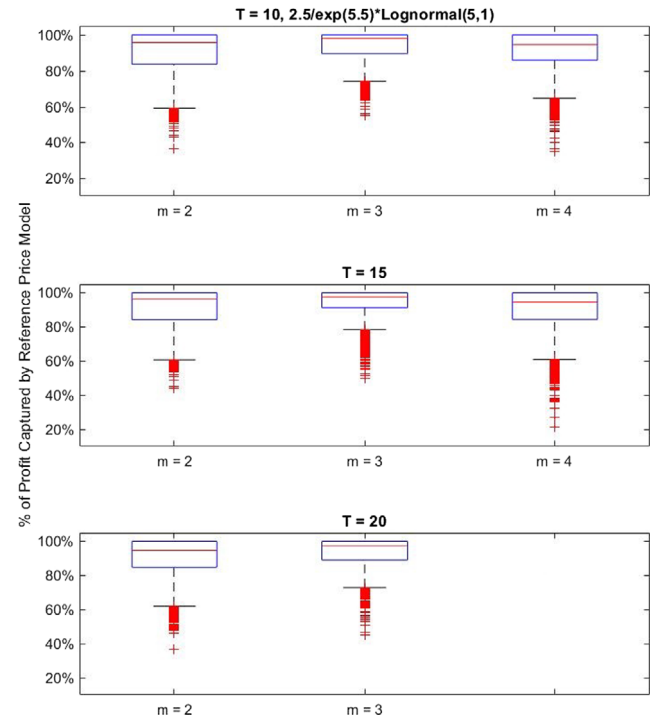 T = 10, 2.5/exp(5.5)*Lognormal(5,1)
100%
80%
60%
40%
20%
m = 2
m = 3
m = 4
% of Profit Captured by Reference Price Model
T = 15
100%
80%
60%
40%
20%
m = 2
m = 3
m = 4
T = 20
100%
80%
60%
40%
20%
m = 2
m = 3